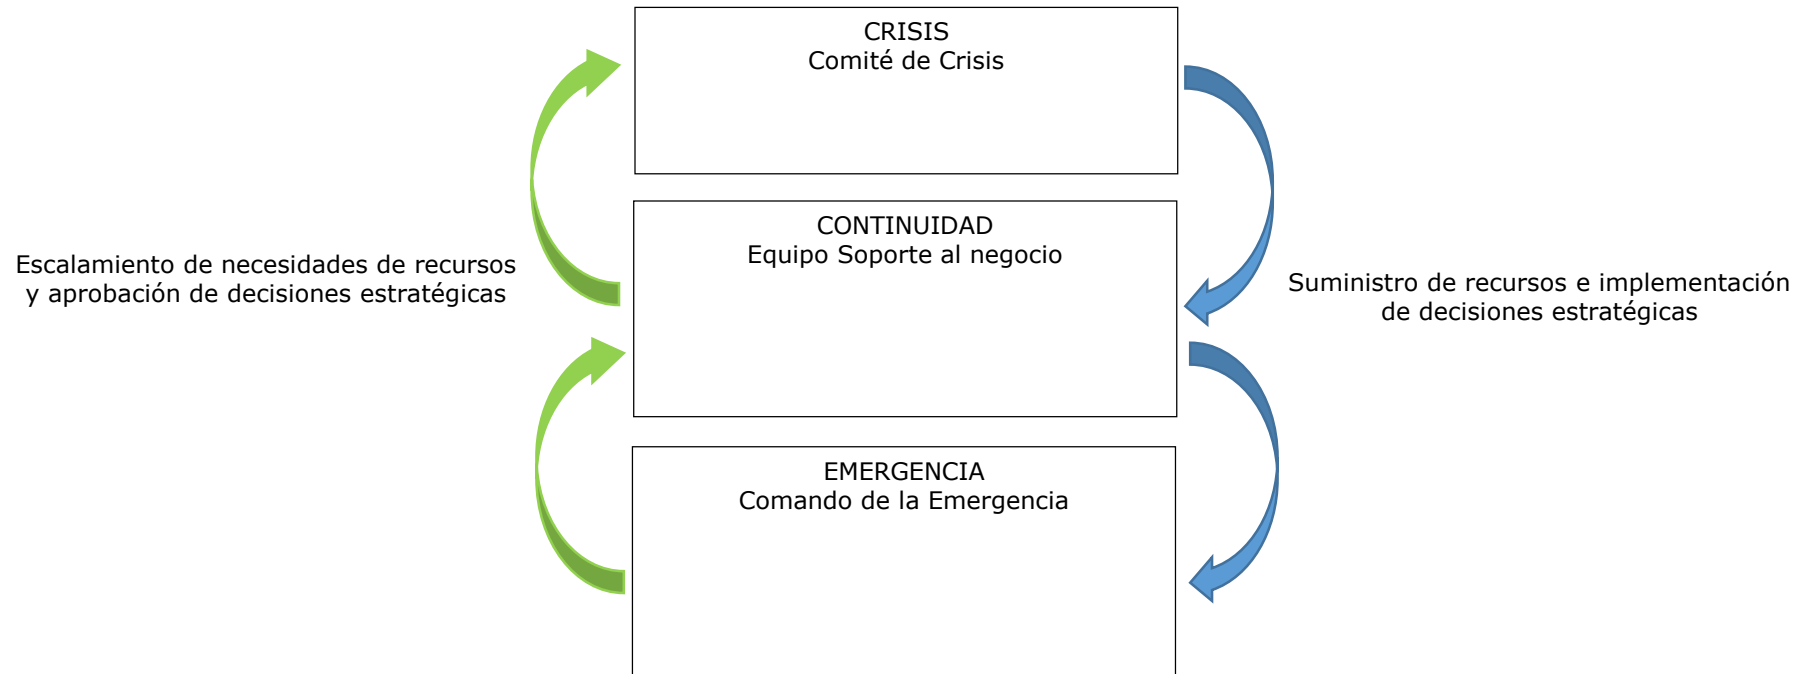 CRISIS
Comité de Crisis
CONTINUIDAD
Equipo Soporte al negocio
Escalamiento de necesidades de recursos
y aprobación de decisiones estratégicas
Suministro de recursos e implementación
de decisiones estratégicas
EMERGENCIA
Comando de la Emergencia